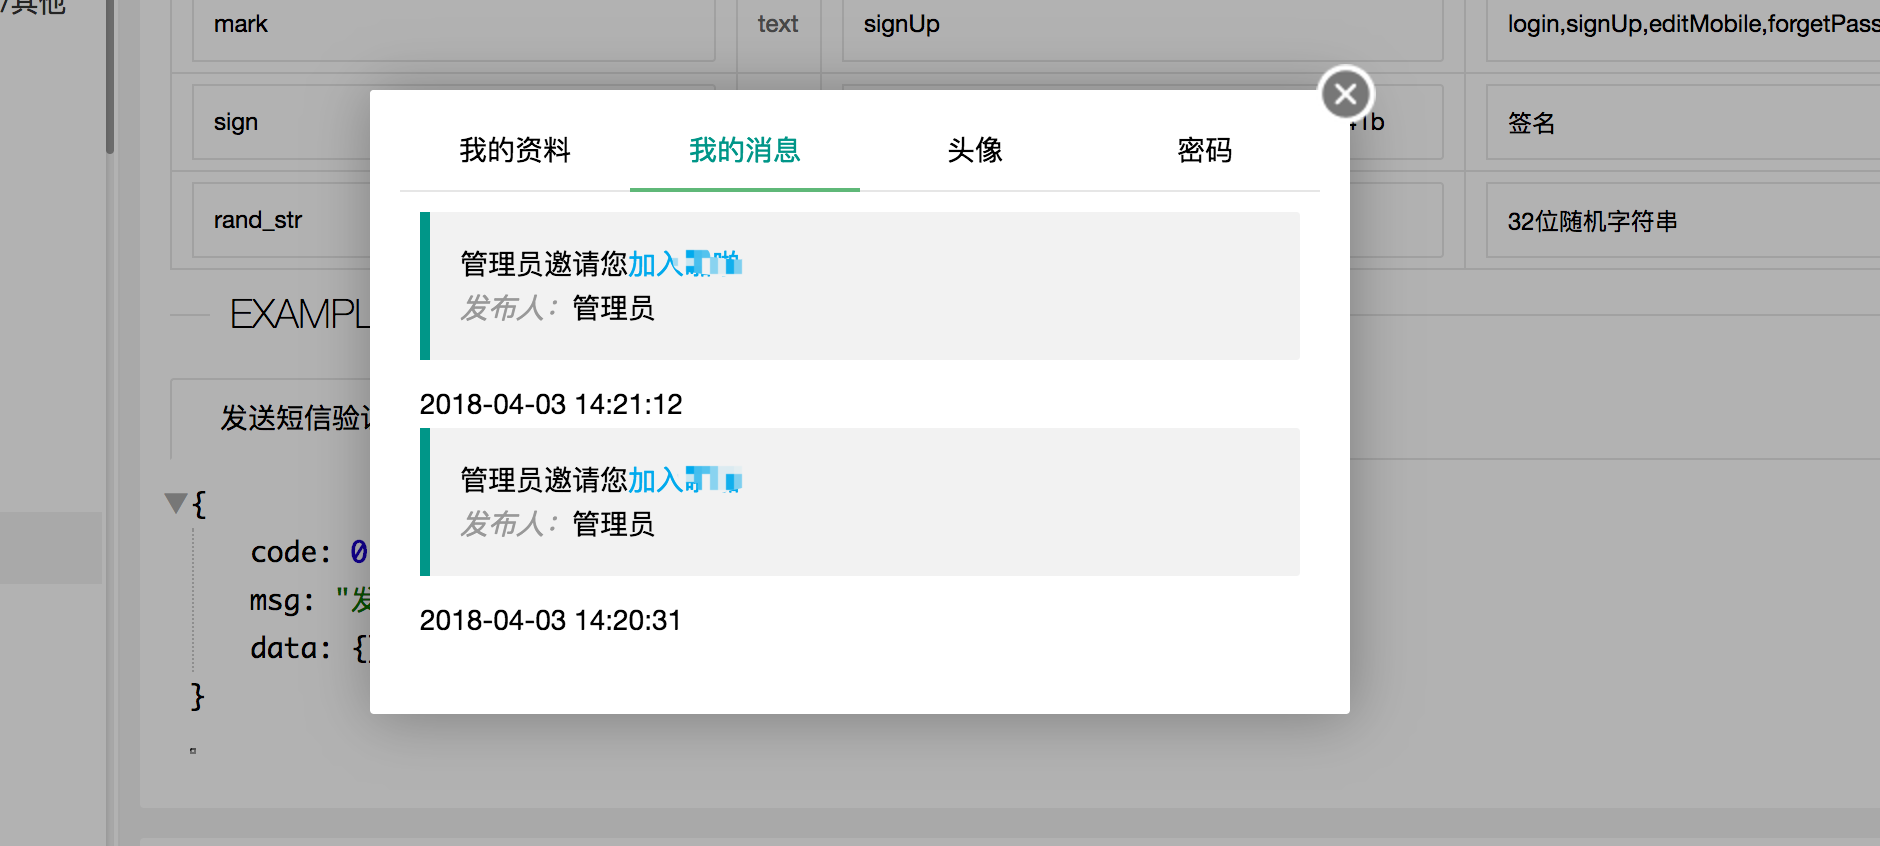 /其他
mark text signUp login,signUp,editMobile,forgetPass
sign 签名
rand_str 32位随机字符串
EXAMPL
发送短信验
{
code: 0
msg: "发
data: {
}
我的资料 我的消息 头像 密码
管理员邀请您加入
发布人：管理员
2018-04-03 14:21:12
管理员邀请您加入
发布人：管理员
2018-04-03 14:20:31